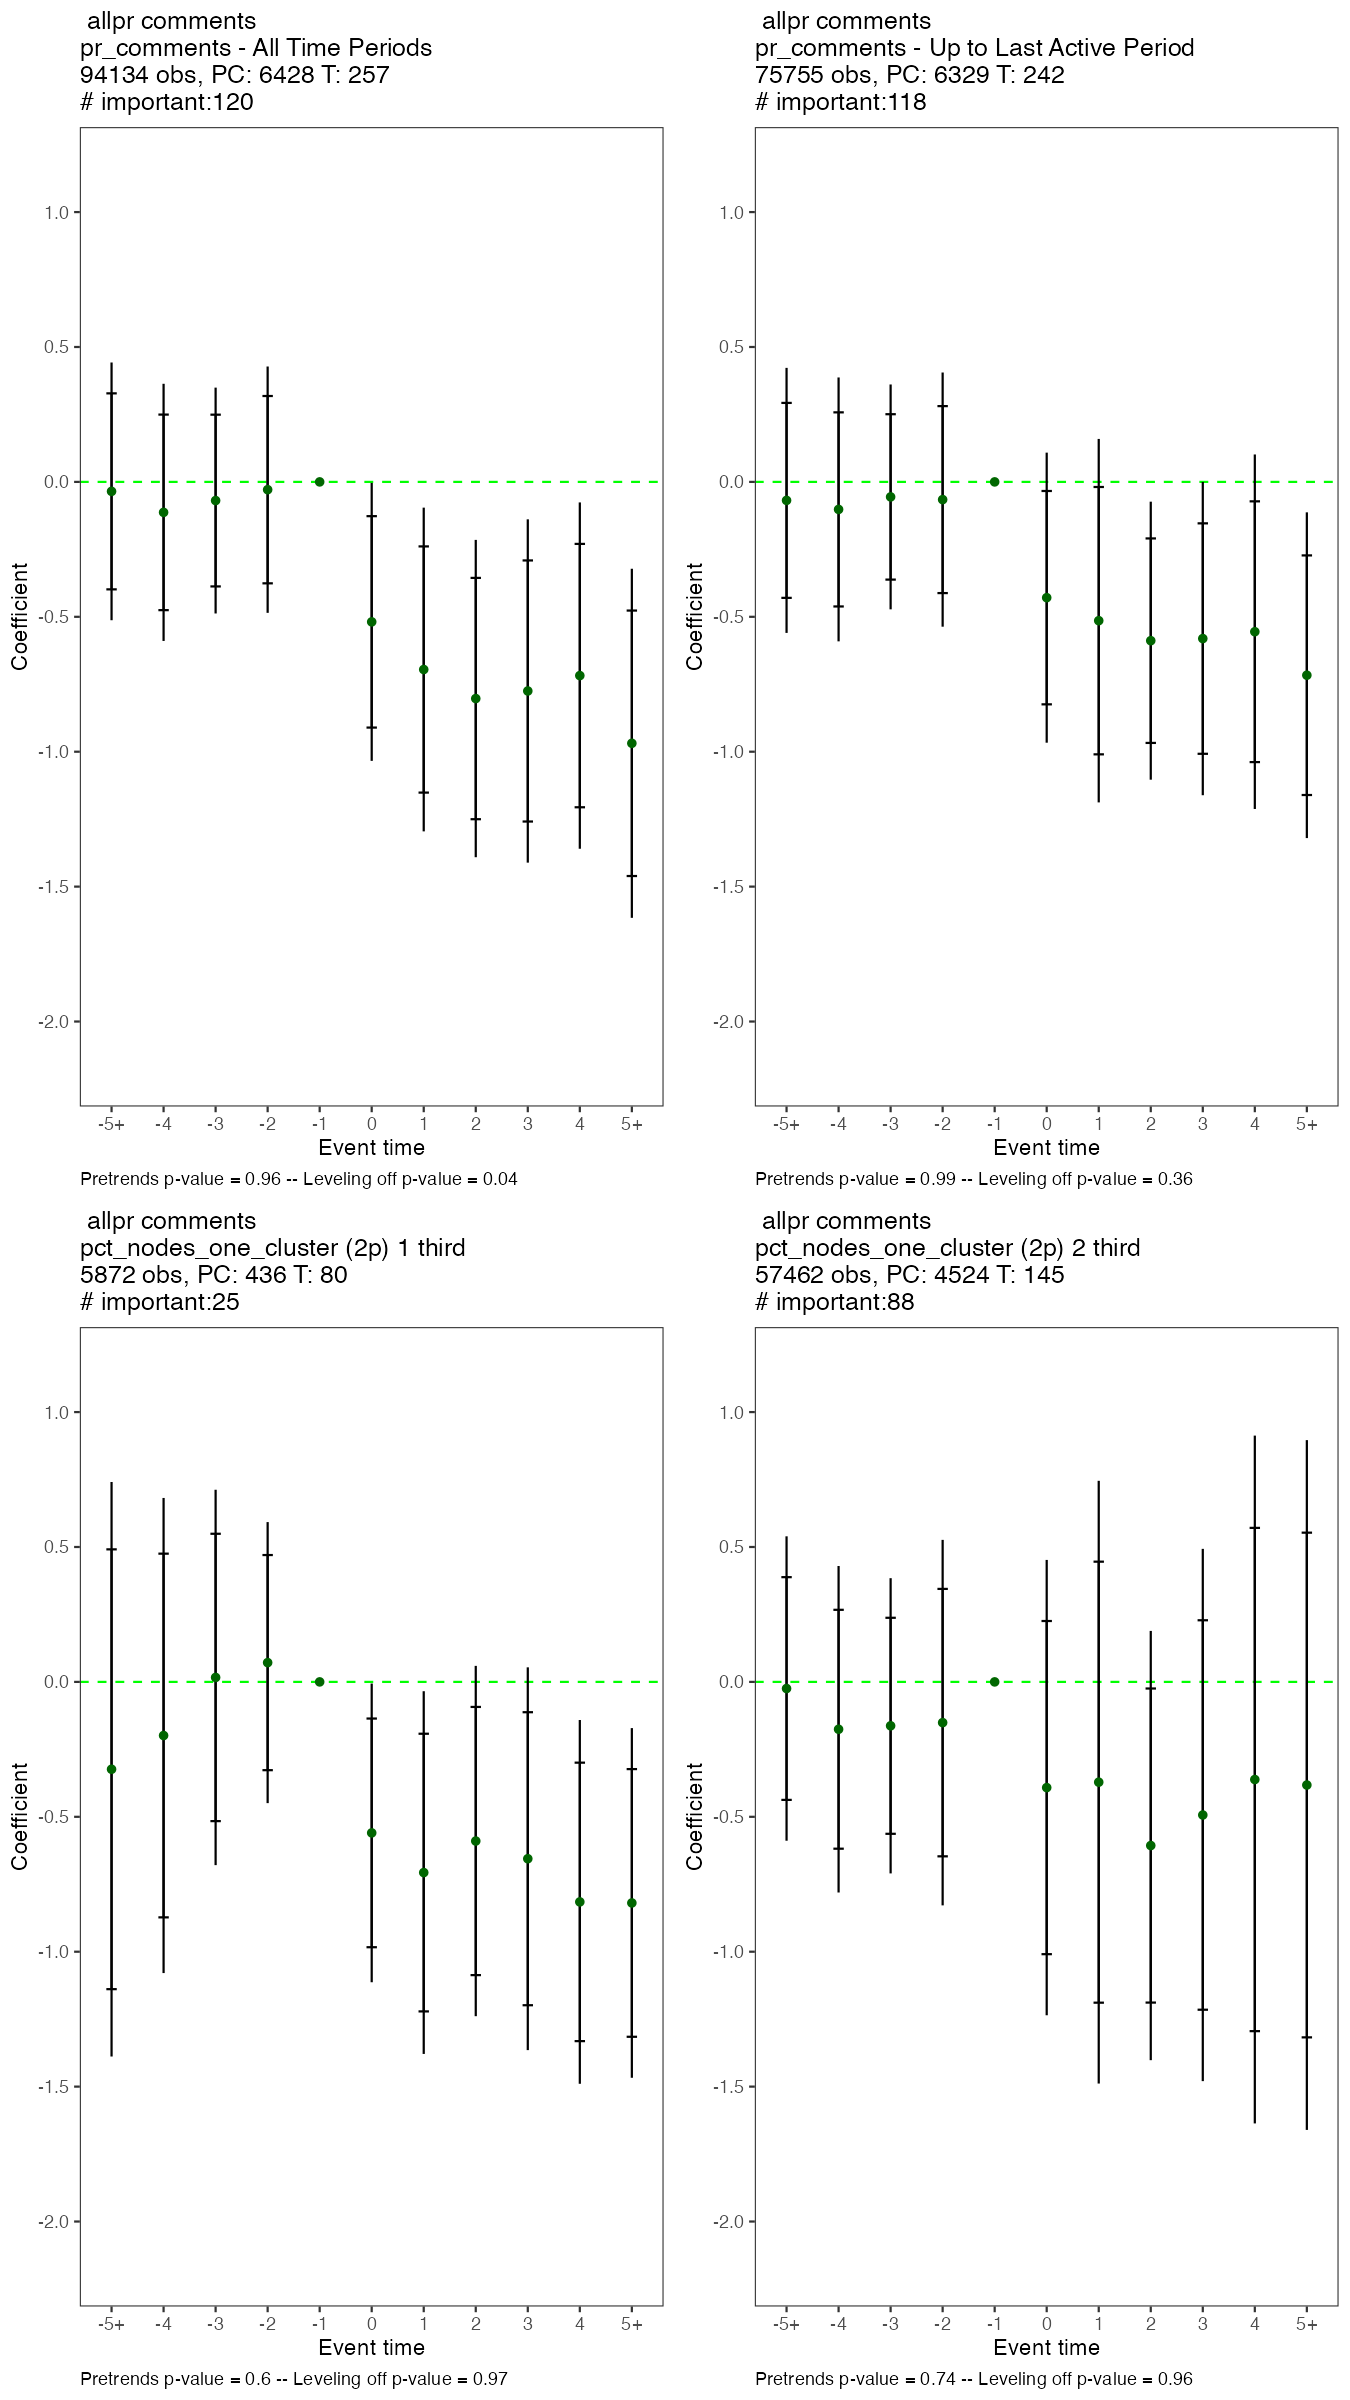 allpr comments
pr_comments - All Time Periods
94134 obs, PC: 6428 T: 257
# important:120
1.0
0.5
0.0
-0.5
-1.0
-1.5
-2.0
Coefficient
-5+ -4 -3 -2 -1 0 1 2 3 4 5+
Event time
Pretrends p-value = 0.96 -- Leveling off p-value = 0.04
allpr comments
pr_comments - Up to Last Active Period
75755 obs, PC: 6329 T: 242
# important:118
1.0
0.5
0.0
-0.5
-1.0
-1.5
-2.0
Coefficient
-5+ -4 -3 -2 -1 0 1 2 3 4 5+
Event time
Pretrends p-value = 0.99 -- Leveling off p-value = 0.36
allpr comments
pct_nodes_one_cluster (2p) 1 third
5872 obs, PC: 436 T: 80
# important:25
1.0
0.5
0.0
-0.5
-1.0
-1.5
-2.0
Coefficient
-5+ -4 -3 -2 -1 0 1 2 3 4 5+
Event time
Pretrends p-value = 0.6 -- Leveling off p-value = 0.97
allpr comments
pct_nodes_one_cluster (2p) 2 third
57462 obs, PC: 4524 T: 145
# important:88
1.0
0.5
0.0
-0.5
-1.0
-1.5
-2.0
Coefficient
-5+ -4 -3 -2 -1 0 1 2 3 4 5+
Event time
Pretrends p-value = 0.74 -- Leveling off p-value = 0.96